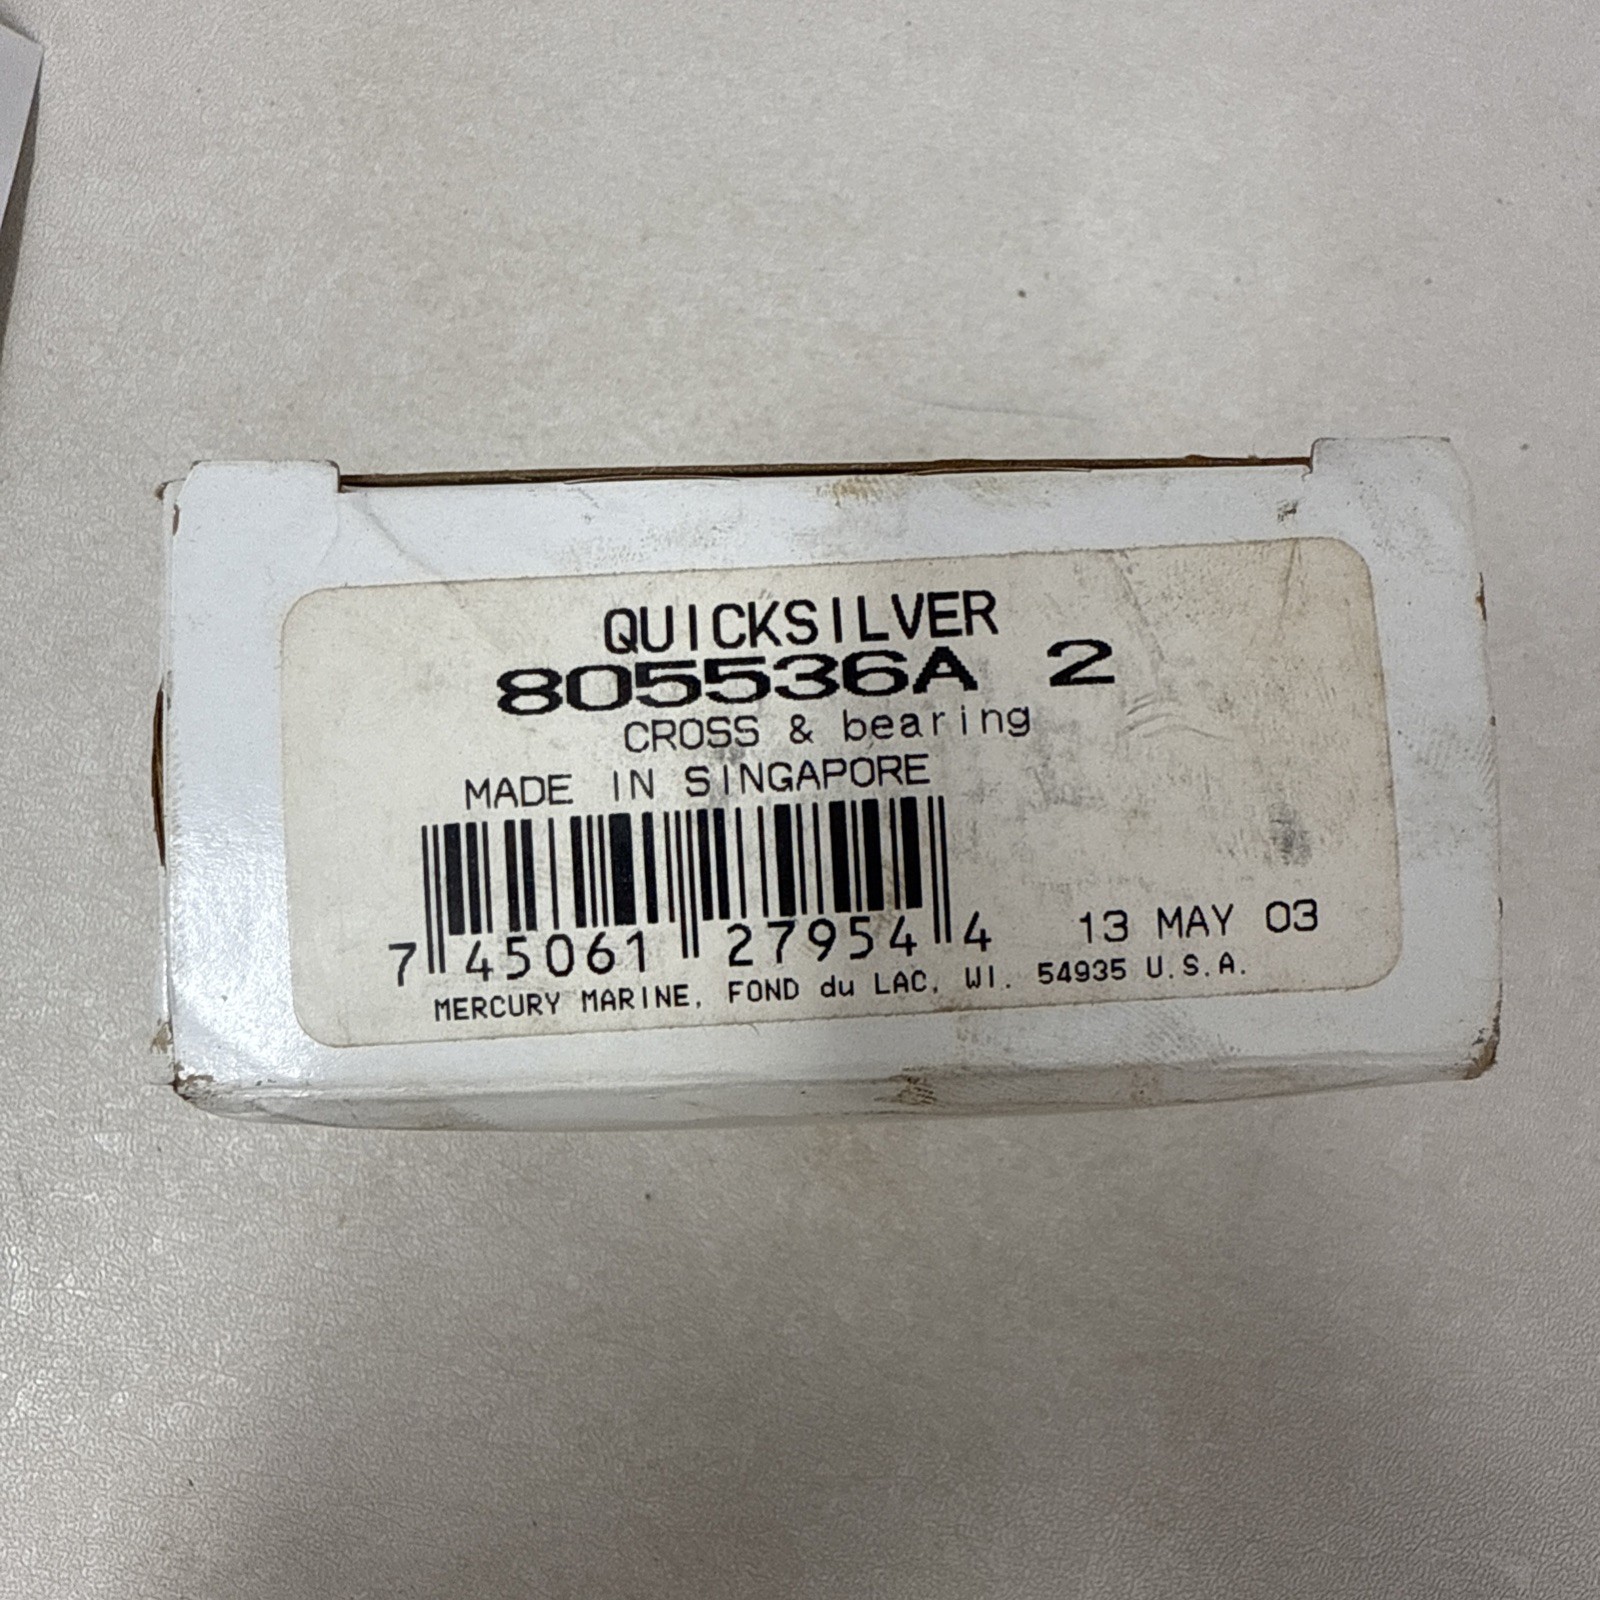 QUICKSILVER
805536A 2
CROSS & bearing
MADE IN SINGAPORE
7 45061 27954 4
13 MAY 03
MERCURY MARINE, FOND du LAC, WI. 54935 U.S.A.